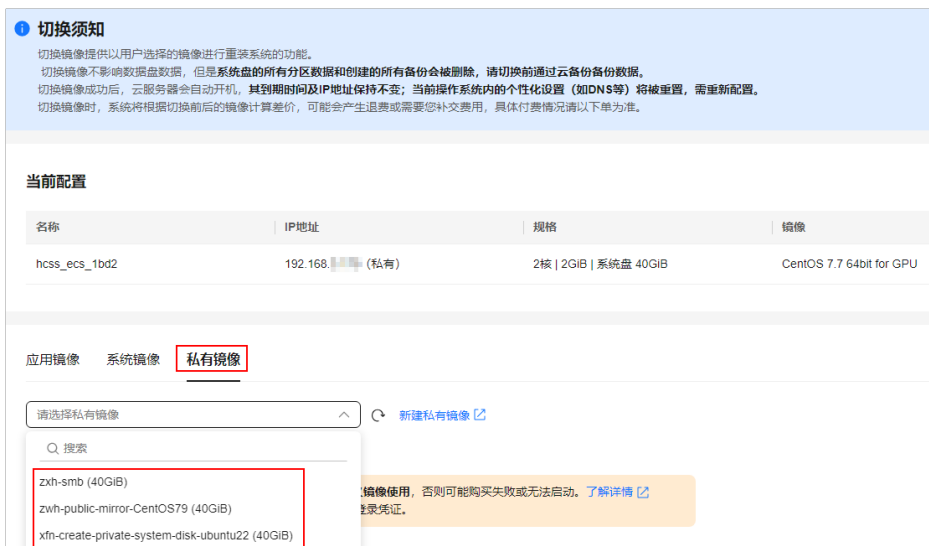 切换须知
切换镜像提供以用户选择的镜像进行重装系统的功能。
切换镜像不影响数据盘数据，但是系统盘的所有分区数据和创建的所有备份会被删除，请切换前通过云备份备份数据。
切换镜像成功后，云服务器会自动开机，其到期时间及IP地址保持不变；当前操作系统内的个性化设置（如DNS等）将被重置，需重新配置。
切换镜像时，系统将根据切换前后的镜像计算差价，可能会产生退费或需要您补交费用，具体付费情况请以下单为准。
当前配置
名称 IP地址 规格 镜像
hcss_ecs_1bd2 192.168. (私有) 2核 | 2GiB | 系统盘 40GiB CentOS 7.7 64bit for GPU
应用镜像 系统镜像 私有镜像
请选择私有镜像 新建私有镜像
搜索
zxh-smb (40GiB)
镜像使用，否则可能购买失败或无法启动。了解详情
zwh-public-mirror-CentOS79 (40GiB)
登录凭证。
xfn-create-private-system-disk-ubuntu22 (40GiB)